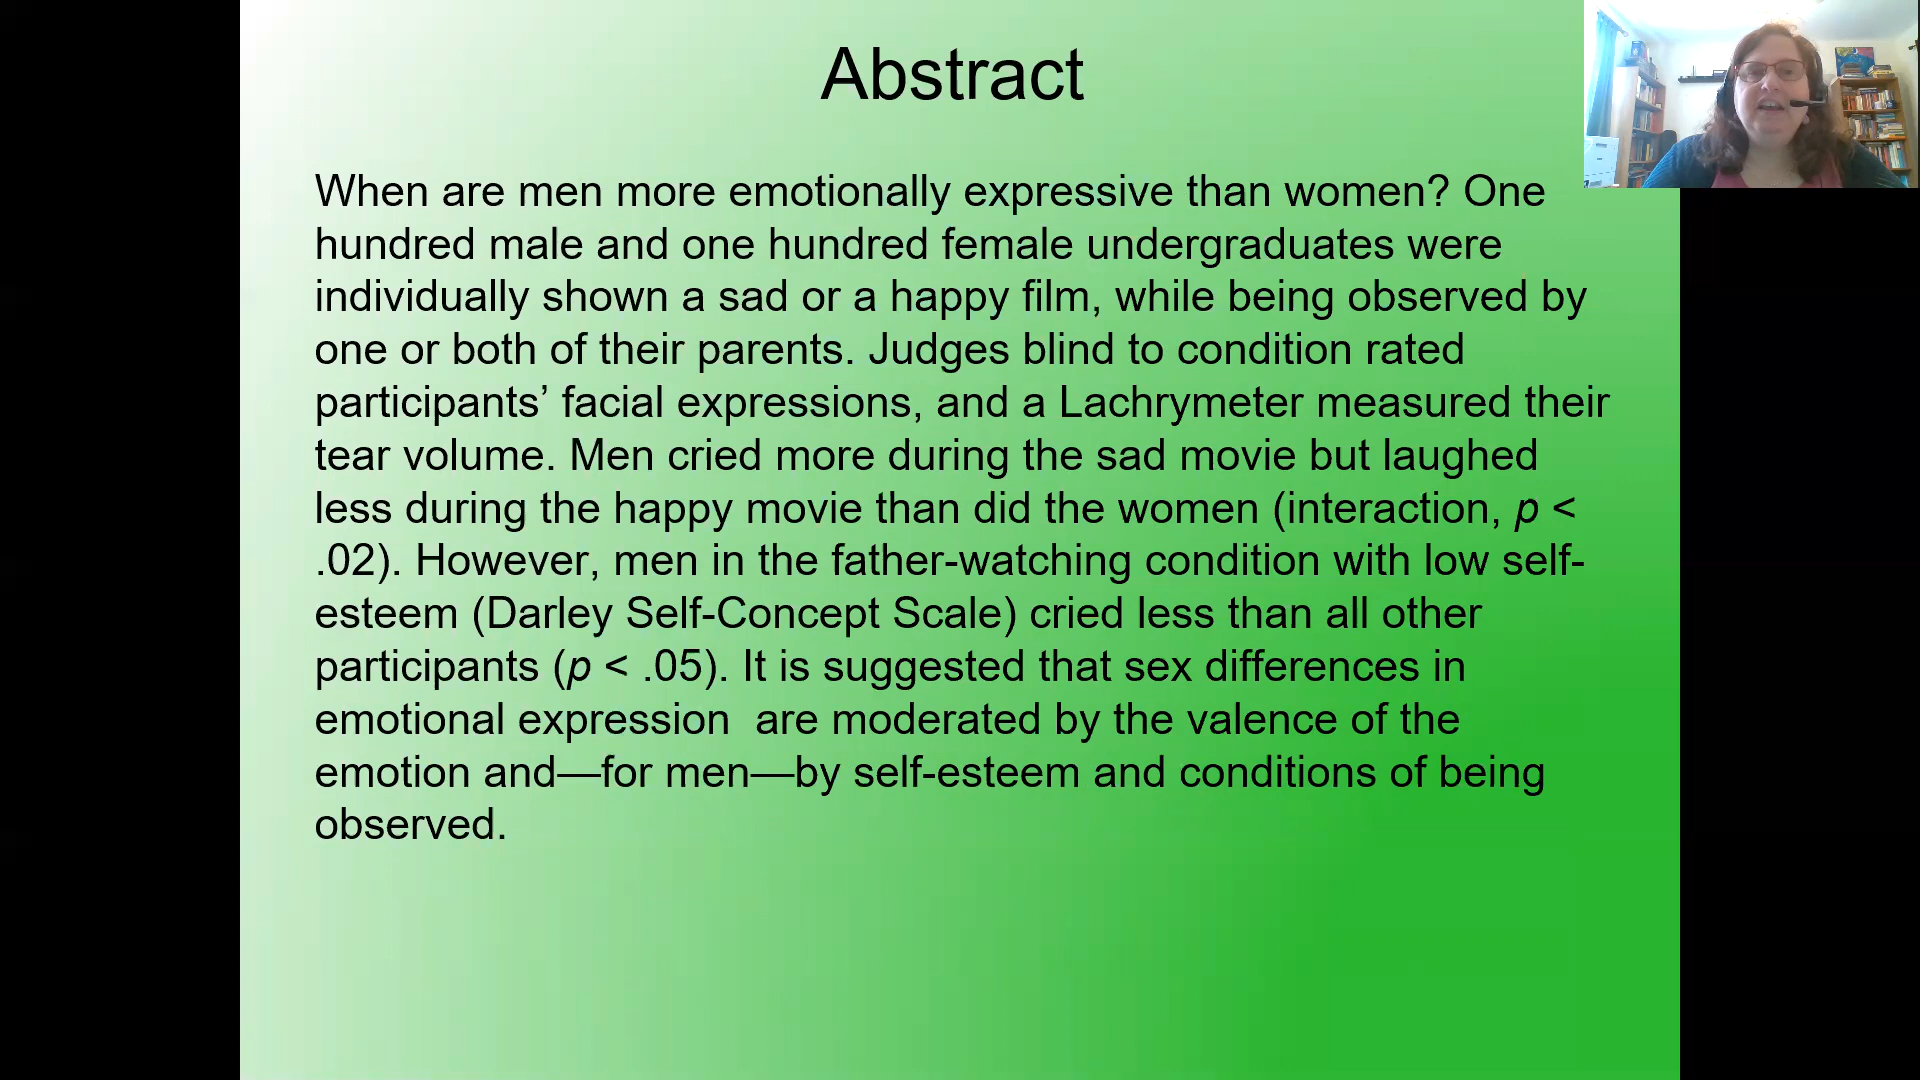 Abstract
When are men more emotionally expressive than women? One
hundred male and one hundred female undergraduates were
individually shown a sad or a happy film, while being observed by
one or both of their parents. Judges blind to condition rated
participants’ facial expressions, and a Lachrymeter measured their
tear volume. Men cried more during the sad movie but laughed
less during the happy movie than did the women (interaction, p <
.02). However, men in the father-watching condition with low self-
esteem (Darley Self-Concept Scale) cried less than all other
participants (p < .05). It is suggested that sex differences in
emotional expression  are moderated by the valence of the
emotion and—for men—by self-esteem and conditions of being
observed.